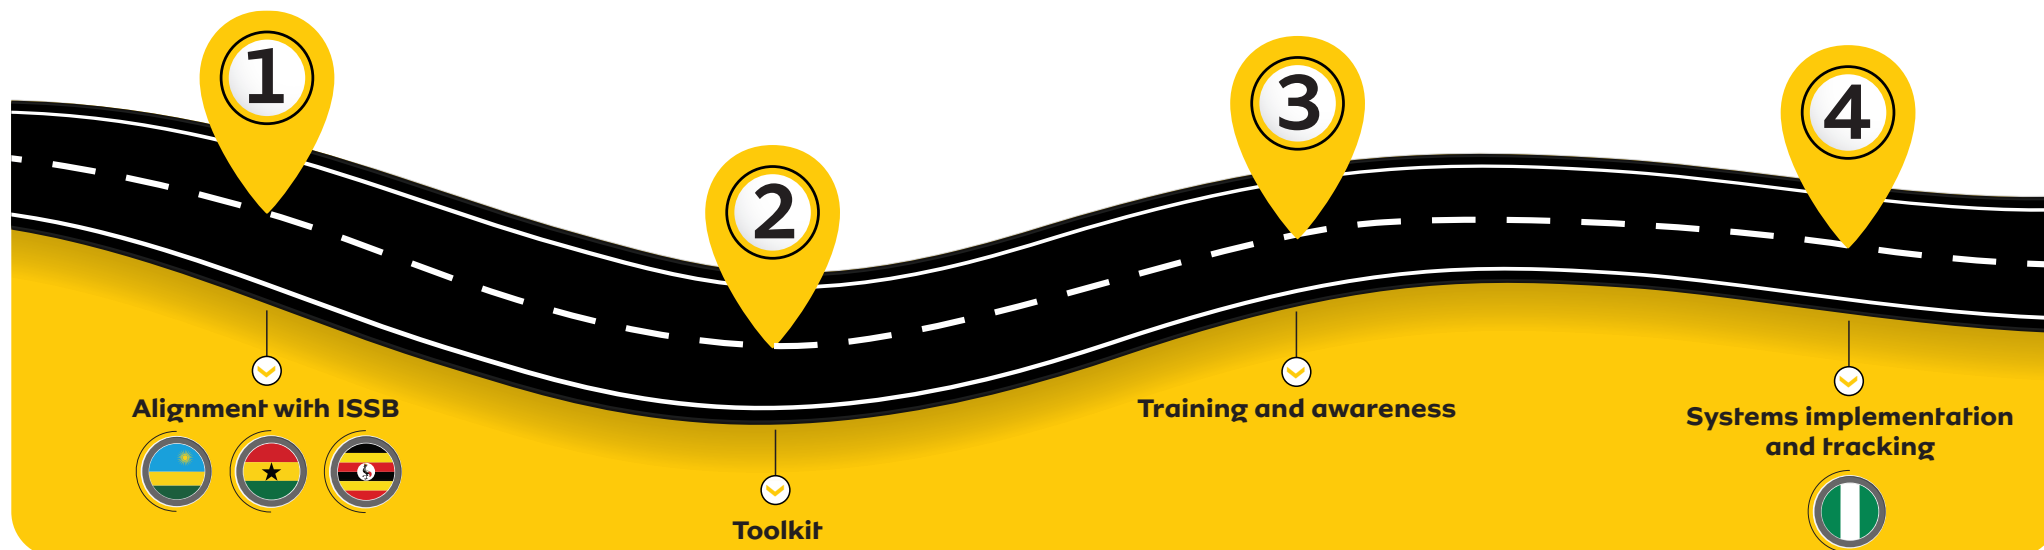 1
2
3
4
Alignment with ISSB
Toolkit
Training and awareness
Systems implementation
and tracking